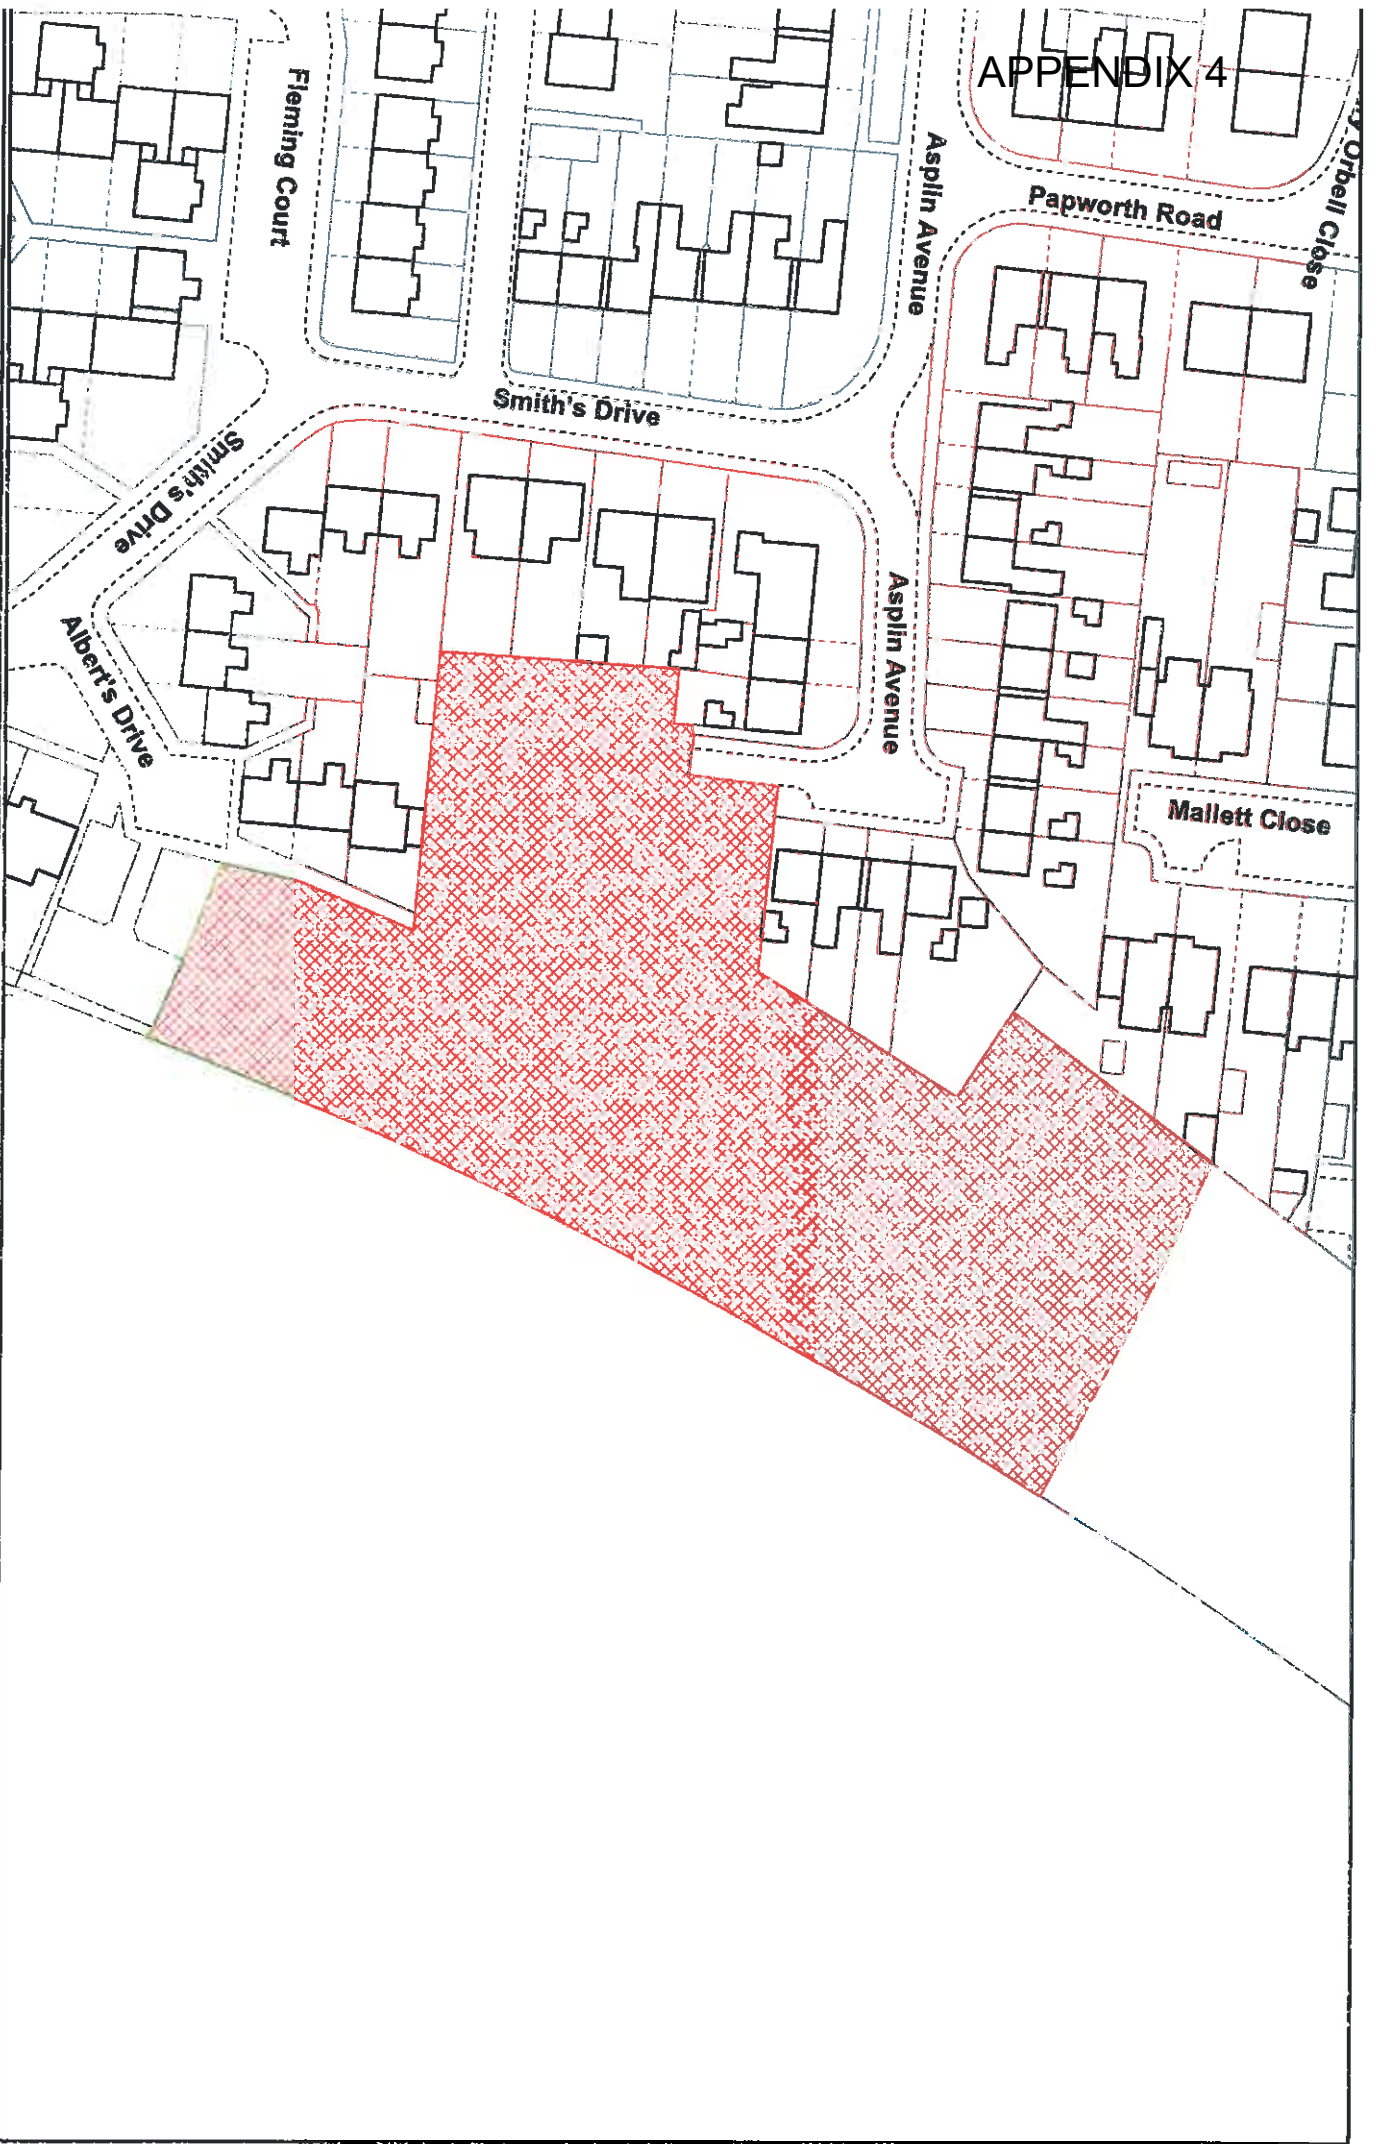 APPENDIX 4
Fleming Court
Asplin Avenue
Papworth Road
Orbell Close
Smith's Drive
Smith's Drive
Albert's Drive
Asplin Avenue
Mallett Close